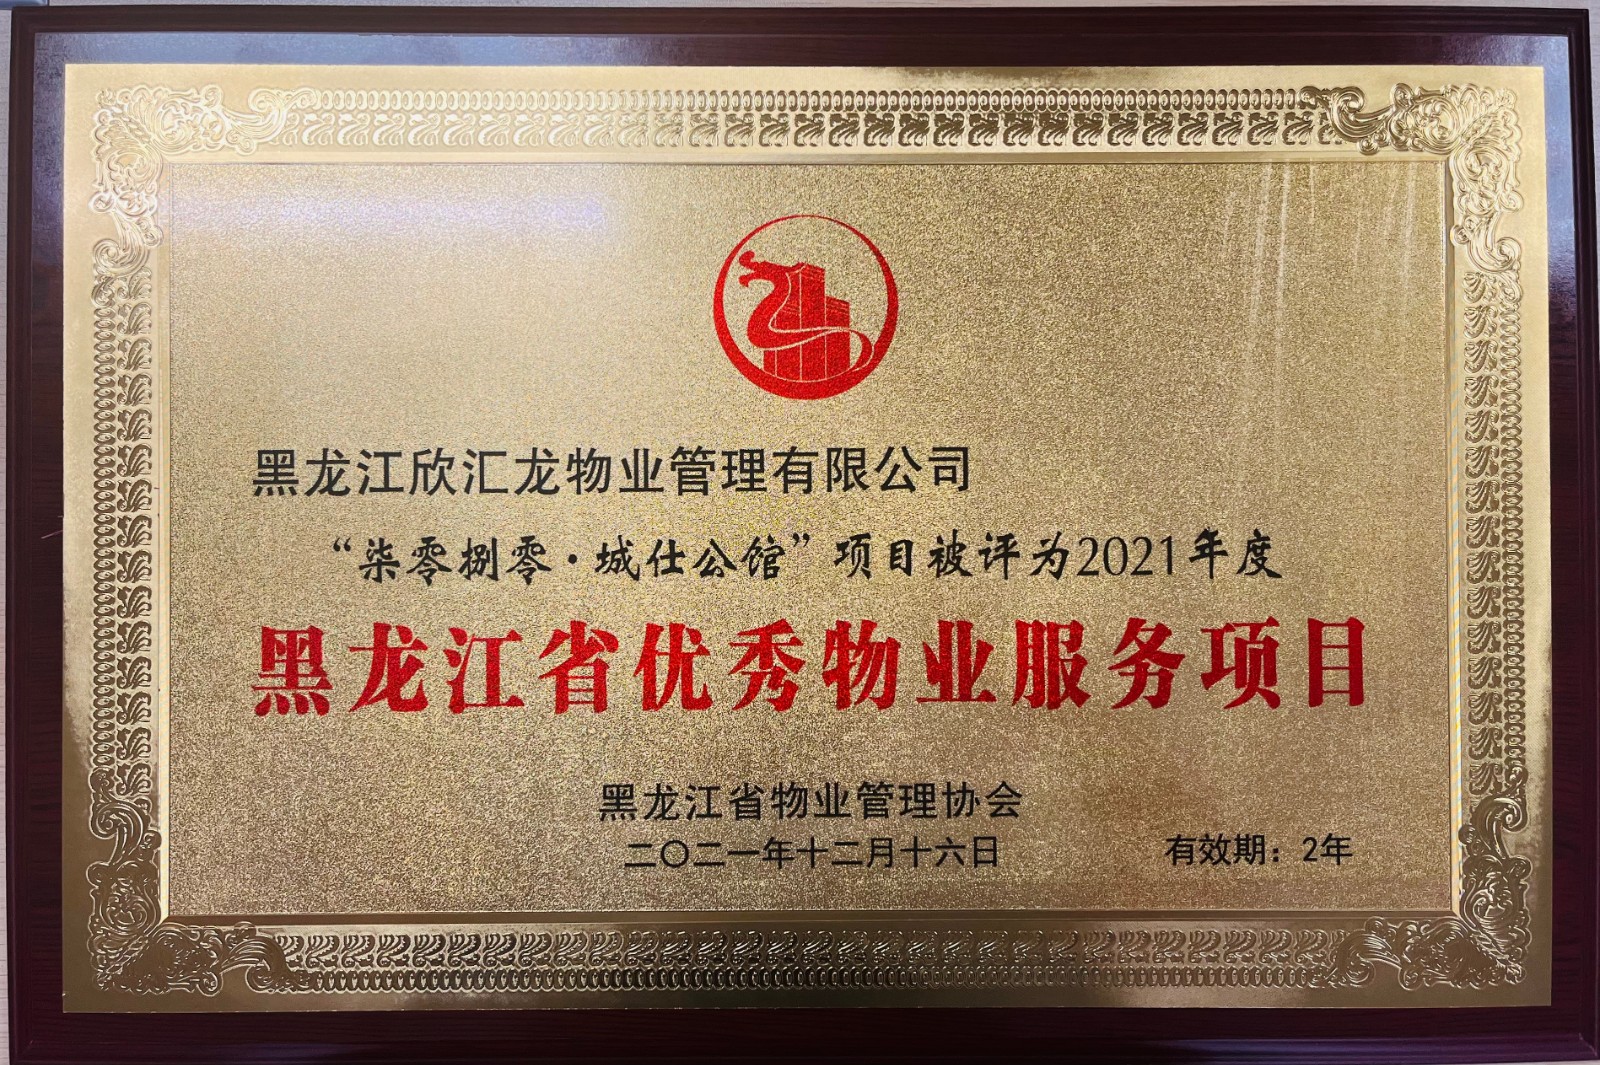 黑龙江欣汇龙物业管理有限公司
“柒零捌零·城仕公馆”项目被评为2021年度
黑龙江省优秀物业服务项目
黑龙江省物业管理协会
二〇二一年十二月十六日
有效期：2年